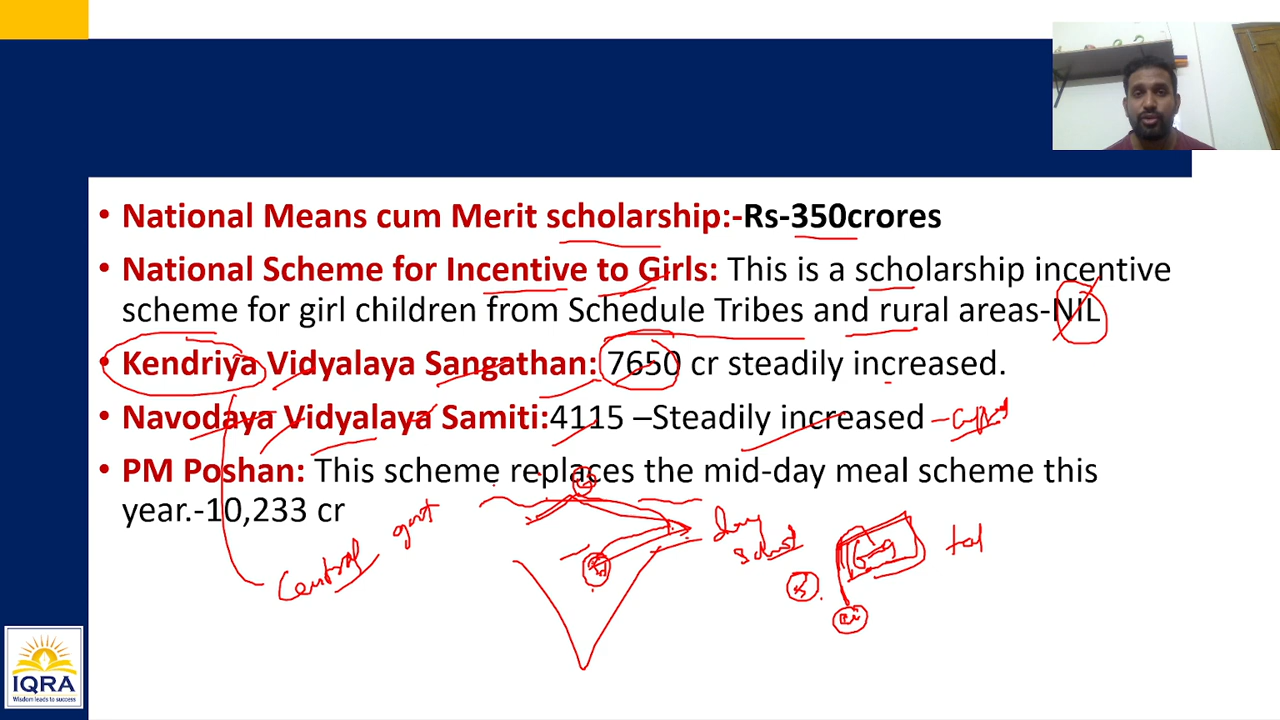 • National Means cum Merit scholarship:-Rs-350crores
• National Scheme for Incentive to Girls: This is a scholarship incentive
scheme for girl children from Schedule Tribes and rural areas-NIL
• Kendriya Vidyalaya Sangathan: 7650 cr steadily increased.
• Navodaya Vidyalaya Samiti:4115 –Steadily increased
• PM Poshan: This scheme replaces the mid-day meal scheme this
year.-10,233 cr
Central govt
IQRA
Wisdom leads to success